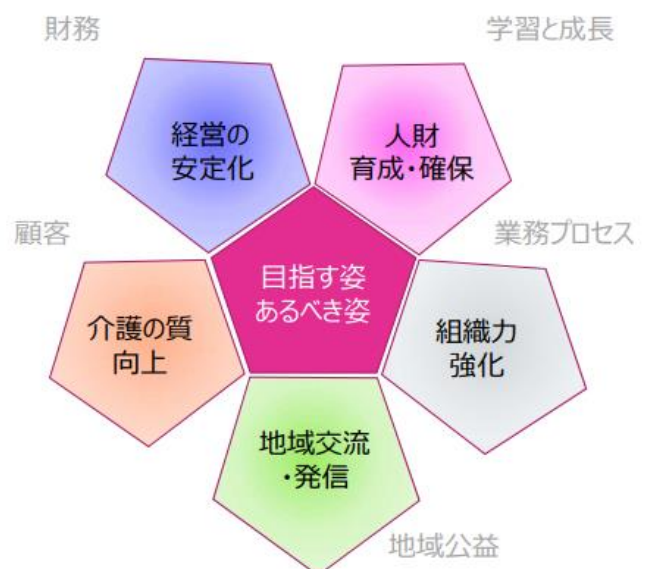 財務
学習と成長
経営の
安定化
人財
育成・確保
顧客
業務プロセス
目指す姿
あるべき姿
介護の質
向上
組織力
強化
地域交流
・発信
地域公益